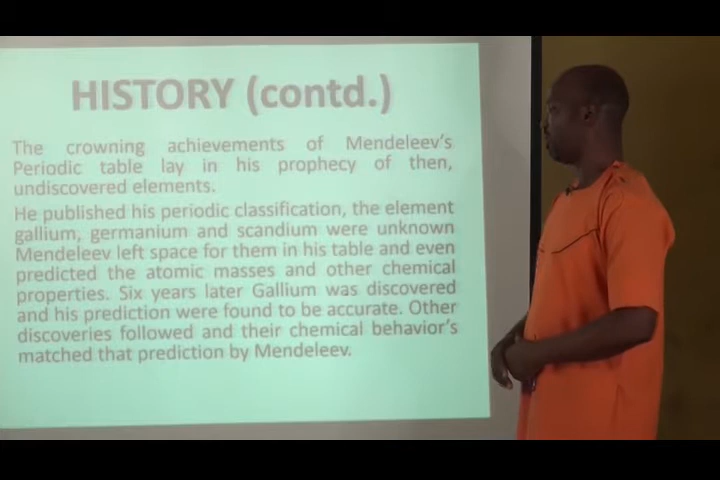 HISTORY (contd.)
The crowning achievements of Mendeleev's
Periodic table lay in his prophecy of then,
undiscovered elements.
He published his periodic classification, the element
gallium, germanium and scandium were unknown
Mendeleev left space for them in his table and even
predicted the atomic masses and other chemical
properties. Six years later Gallium was discovered
and his prediction were found to be accurate. Other
discoveries followed and their chemical behavior's
matched that prediction by Mendeleev.